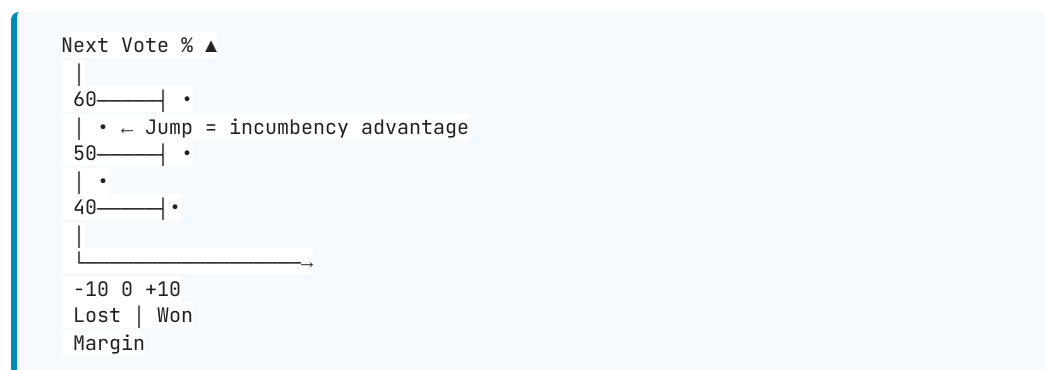 Next Vote % ▲
│
60─────┤ •
│ • ← Jump = incumbency advantage
50─────┤ •
│ •
40─────┤•
│
└──────────────────→
-10 0 +10
Lost | Won
Margin